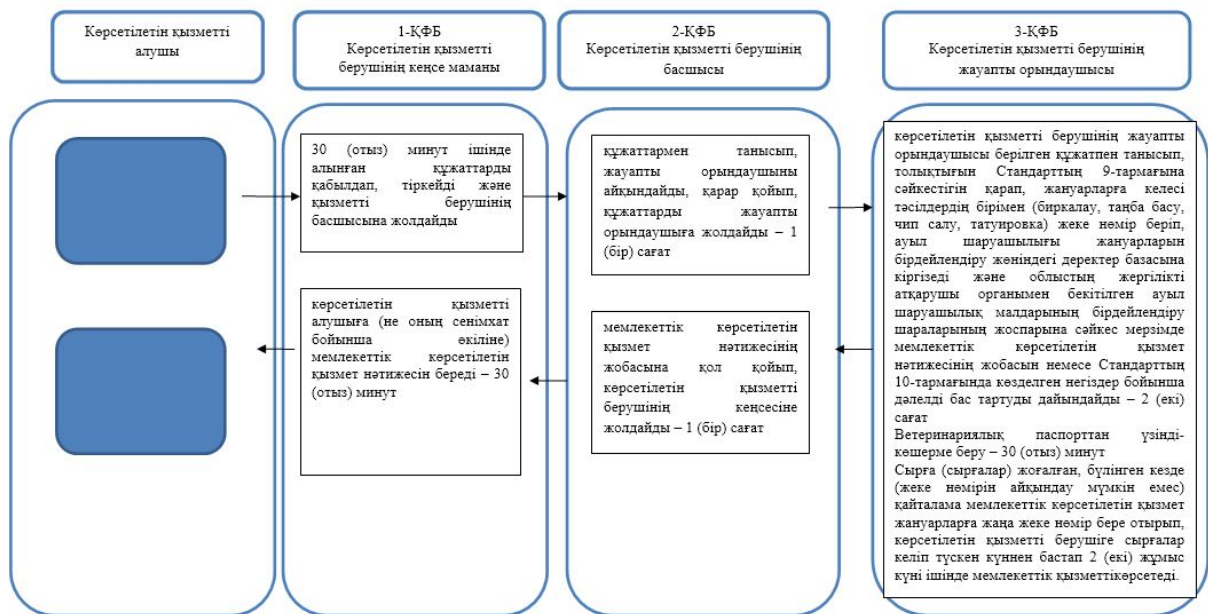 Көрсетілетін қызметті
алушы
1-ҚФБ
Көрсетілетін қызметті
берушінің кеңсе маманы
2-ҚФБ
Көрсетілетін қызметті берушінің
басшысы
3-ҚФБ
Көрсетілетін қызметті берушінің
жауапты орындаушысы
30 (отыз) минут ішінде
алынған құжаттарды
қабылдап, тіркейді және
қызметті берушінің
басшысына жолдайды
көрсетілетін қызметті
алушыға (не оның сенімхат
бойынша өкіліне)
мемлекеттік көрсетілетін
қызмет нәтижесін береді – 30
(отыз) минут
құжаттармен танысып,
жауапты орындаушыны
айқындайды, қарар қойып,
құжаттарды жауапты
орындаушыға жолдайды – 1
(бір) сағат
мемлекеттік көрсетілетін
қызмет нәтижесінің
жобасына қол қойып,
көрсетілетін қызметті
берушінің кеңсесіне
жолдайды – 1 (бір) сағат
көрсетілетін қызметті берушінің жауапты
орындаушысы берілген құжатпен танысып,
толықтығын Стандарттың 9-тармағына
сәйкестігін қарап, жануарларға келесі
тәсілдердің бірімен (биркалау, таңба басу,
чип салу, татуировка) жеке нөмір беріп,
ауыл шаруашылығы жануарларын
бірдейлендіру жөніндегі деректер базасына
кіргізеді және облыстың жергілікті
атқарушы органымен бекітілген ауыл
шаруашылық малдарының бірдейлендіру
шараларының жоспарына сәйкес мерзімде
мемлекеттік көрсетілетін қызмет
нәтижесінің жобасын немесе Стандарттың
10-тармағында көзделген негіздер бойынша
дәлелді бас тартуды дайындайды – 2 (екі)
сағат
Ветеринариялық паспорттан үзінді-
көшерме беру – 30 (отыз) минут
Сырға (сырғалар) жоғалған, бүлінген кезде
(жеке нөмірін айқындау мүмкін емес)
қайталама мемлекеттік көрсетілетін қызмет
жануарларға жаңа жеке нөмір бере отырып,
көрсетілетін қызметті берушіге сырғалар
келіп түскен күннен бастап 2 (екі) жұмыс
күні ішінде мемлекеттік қызметтікөрсетеді.